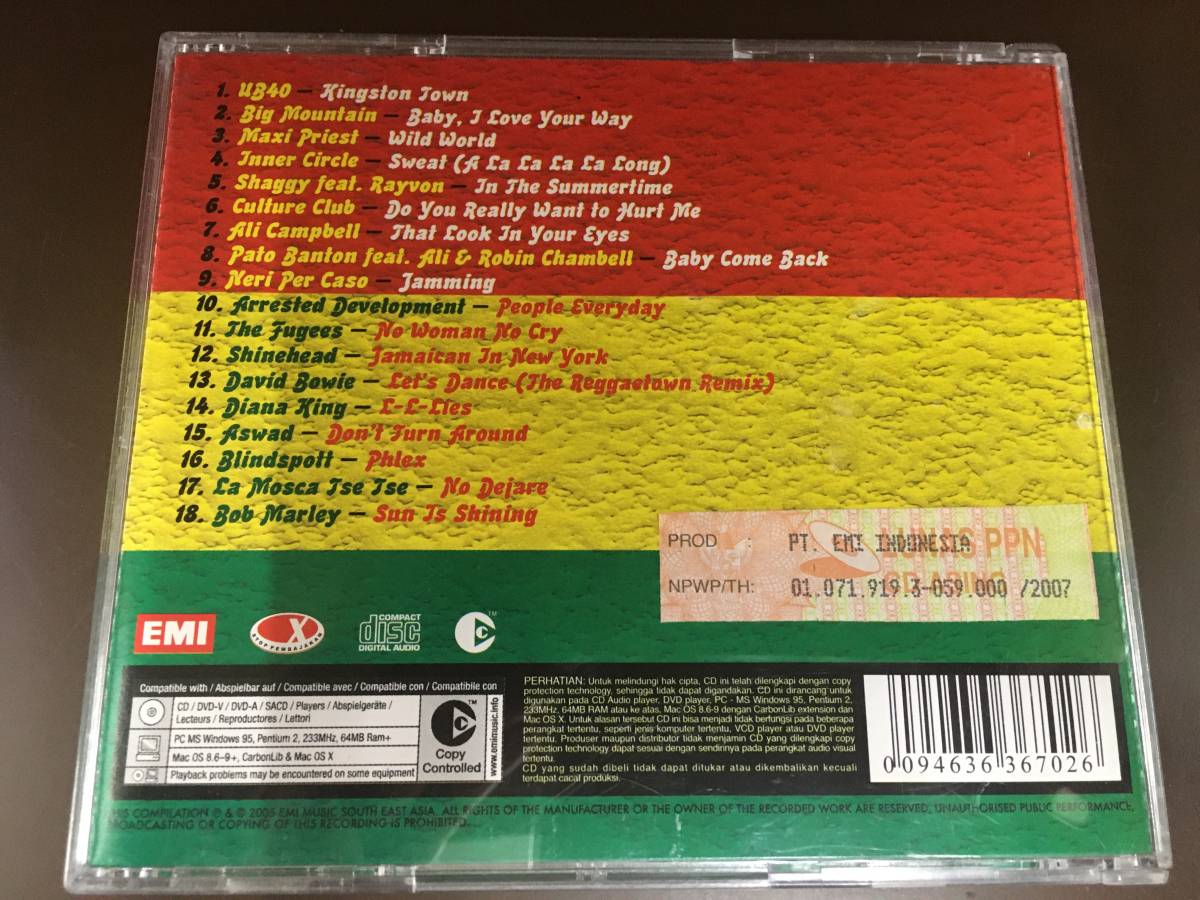 1. UB40 — Kingston Town
2. Big Mountain — Baby, I Love Your Way
3. Maxi Priest — Wild World
4. Inner Circle — Sweat (A La La La La Long)
5. Shaggy feat. Rayvon — In The Summertime
6. Culture Club — Do You Really Want to Hurt Me
7. Ali Campbell — That Look In Your Eyes
8. Pato Banton feat. Ali & Robin Chambell — Baby Come Back
9. Neri Per Caso — Jamming
10. Arrested Development — People Everyday
11. The Fugees — No Woman No Cry
12. Shinehead — Jamaican In New York
13. David Bowie — Let's Dance (The Reggaetown Remix)
14. Diana King — L-L-Lies
15. Aswad — Don't Turn Around
16. Blindspott — Phlex
17. La Mosca Tse Tse — No Dejare
18. Bob Marley — Sun Is Shining
LUNAS PPN
PROD : PT. EMI INDONESIA
NPWP/TH: 01.071.919.3-059.000 /2007
EMI
X
STOP PEMBAJAKAN
COMPACT
disc
DIGITAL AUDIO
C
TM
Compatible with / Abspielbar auf / Compatible avec / Compatible con / Compatibile con
CD / DVD-V / DVD-A / SACD / Players / Abspielgeräte /
Lecteurs / Reproductores / Lettori
PC MS Windows 95, Pentium 2, 233MHz, 64MB Ram+
Mac OS 8.6-9+, CarbonLib & Mac OS X
Playback problems may be encountered on some equipment
Copy
Controlled
www.emimusic.info
PERHATIAN: Untuk melindungi hak cipta, CD ini telah dilengkapi dengan copy
protection technology, sehingga tidak dapat digandakan. CD ini dirancang untuk
digunakan pada CD Audio player, DVD player, PC - MS Windows 95, Pentium 2,
233MHz, 64MB RAM atau ke atas, Mac OS 8.6-9 dengan CarbonLib extension dan
Mac OS X. Untuk alasan tersebut CD ini bisa menjadi tidak berfungsi pada beberapa
perangkat tertentu, seperti jenis komputer tertentu, VCD player atau DVD player
tertentu. Produser maupun distributor tidak menjamin CD yang dilengkapi copy
protection technology dapat sesuai dengan sendirinya pada perangkat audio visual
tertentu.
CD yang sudah dibeli tidak dapat ditukar atau dikembalikan kecuali
terdapat cacat produksi.
0 094636 367026
THIS COMPILATION ℗ & © 2005 EMI MUSIC SOUTH EAST ASIA. ALL RIGHTS OF THE MANUFACTURER OR THE OWNER OF THE RECORDED WORK ARE RESERVED. UNAUTHORISED PUBLIC PERFORMANCE,
BROADCASTING OR COPYING OF THIS RECORDING IS PROHIBITED.